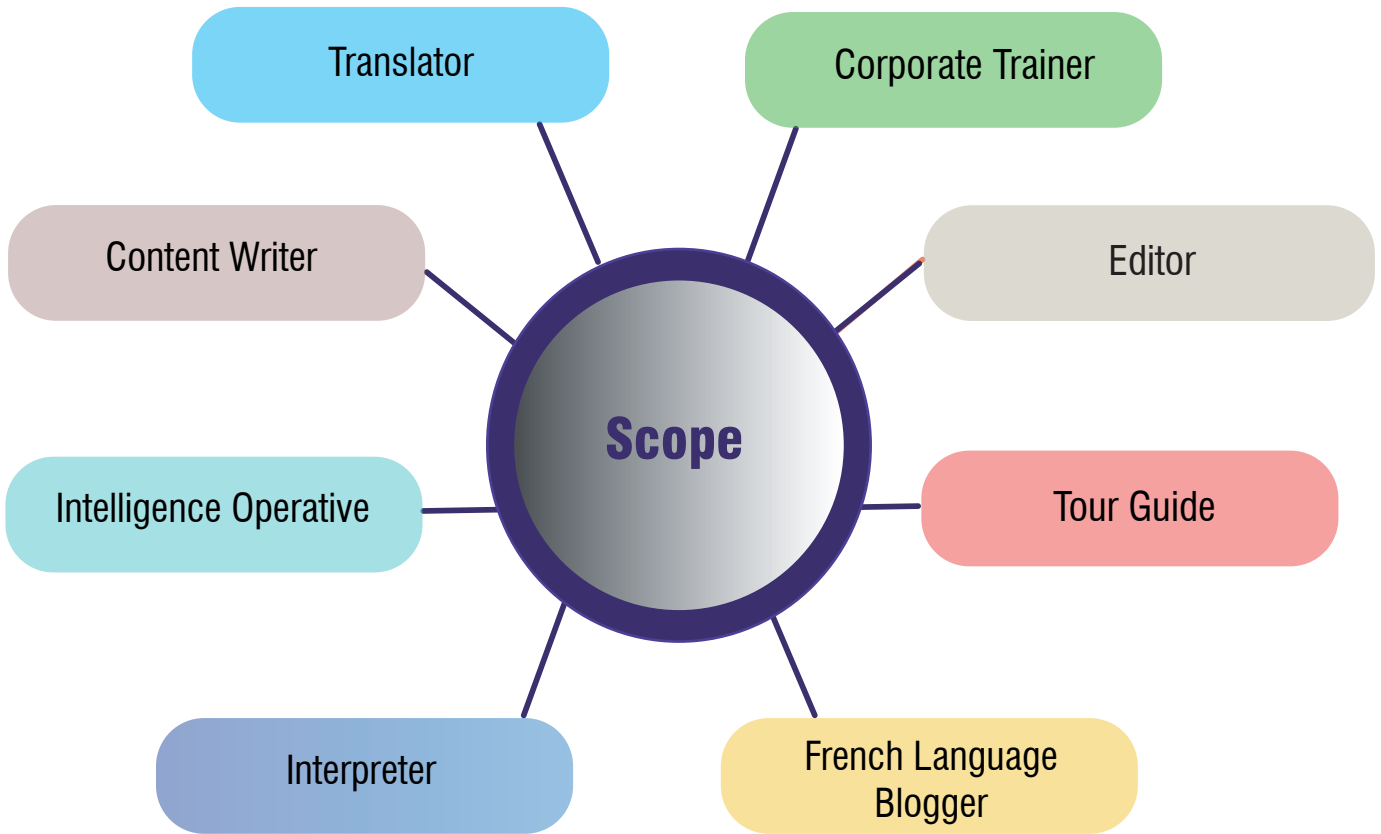 Translator
Corporate Trainer
Content Writer
Editor
Scope
Intelligence Operative
Tour Guide
Interpreter
French Language
Blogger